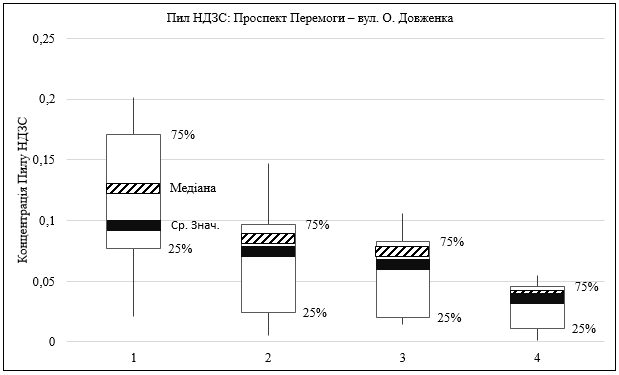 Пил НДЗС: Проспект Перемоги – вул. О. Довженка
Концентрація Пилу НДЗС
0,25
0,2
0,15
0,1
0,05
0
75%
Медіана
Ср. Знач.
25%
75%
25%
75%
25%
75%
25%
1 2 3 4